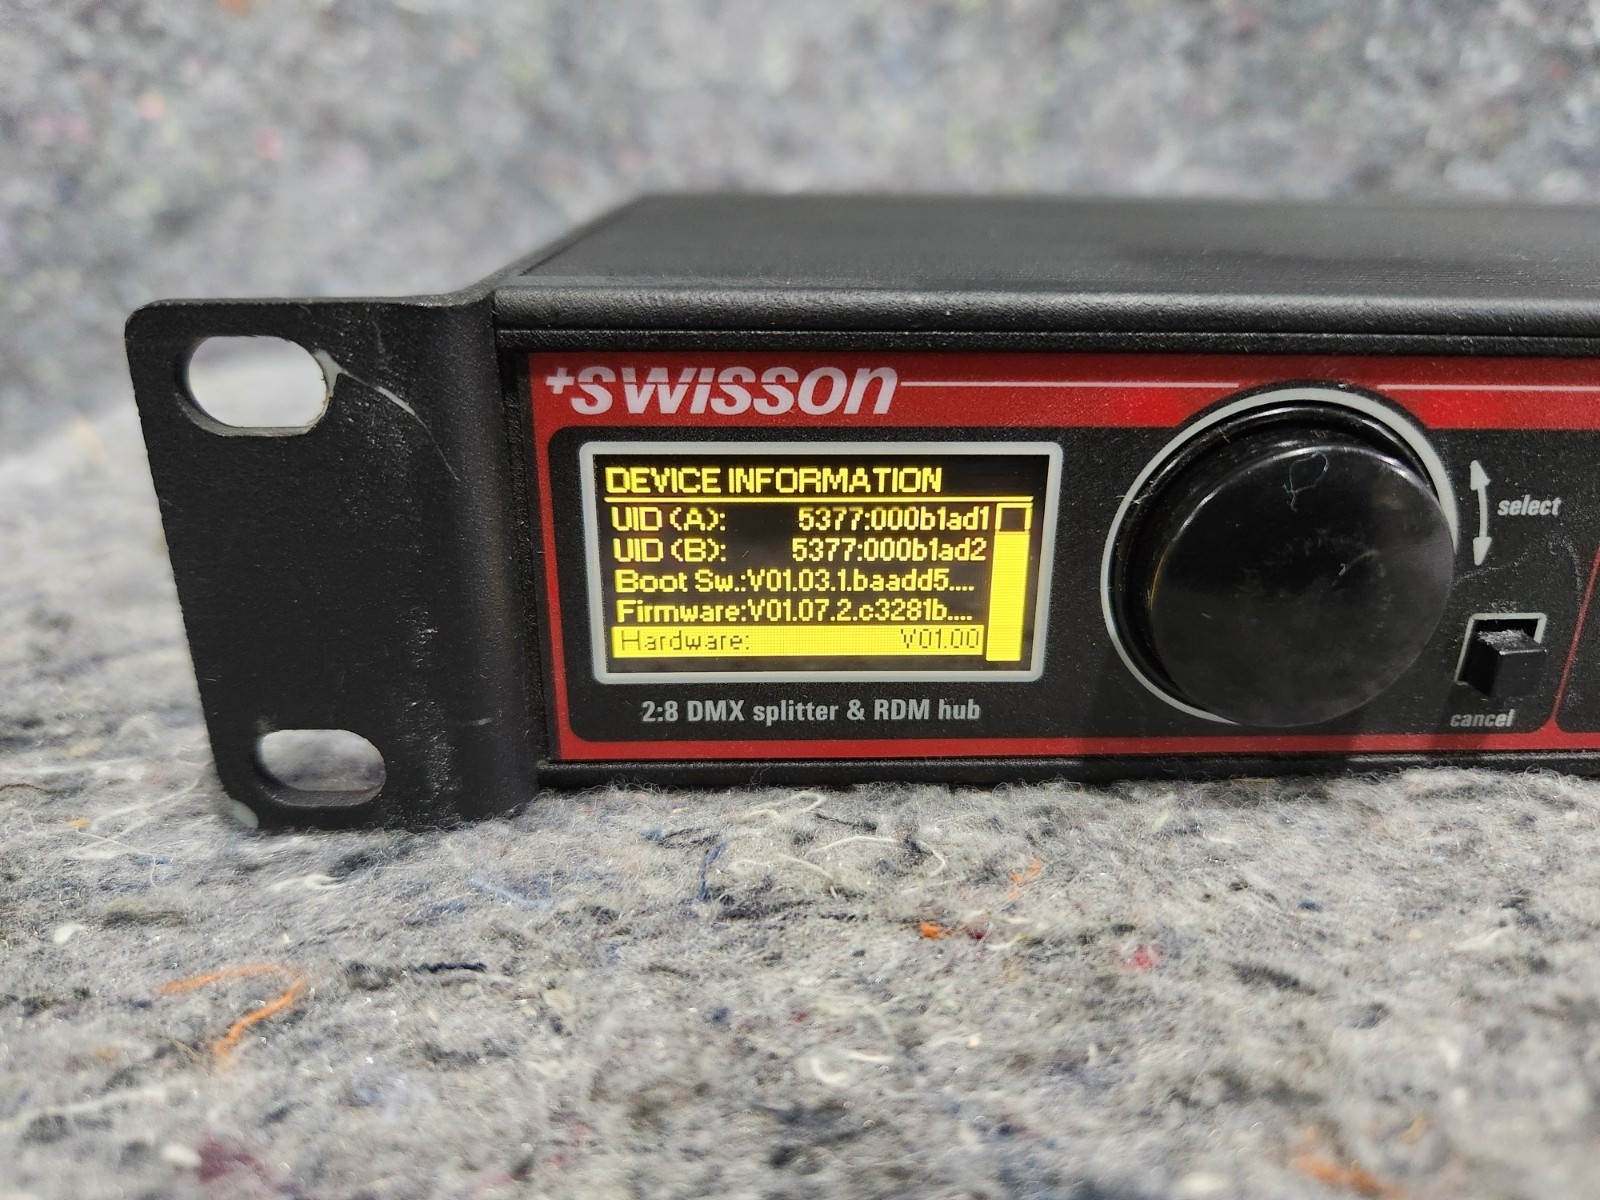 +swisson
DEVICE INFORMATION
UID (A): 5377:000b1ad1
UID (B): 5377:000b1ad2
Boot Sw.:V01.03.1.baadd5....
Firmware:V01.07.2.c3281b....
Hardware: V01.00
2:8 DMX splitter & RDM hub
select
cancel